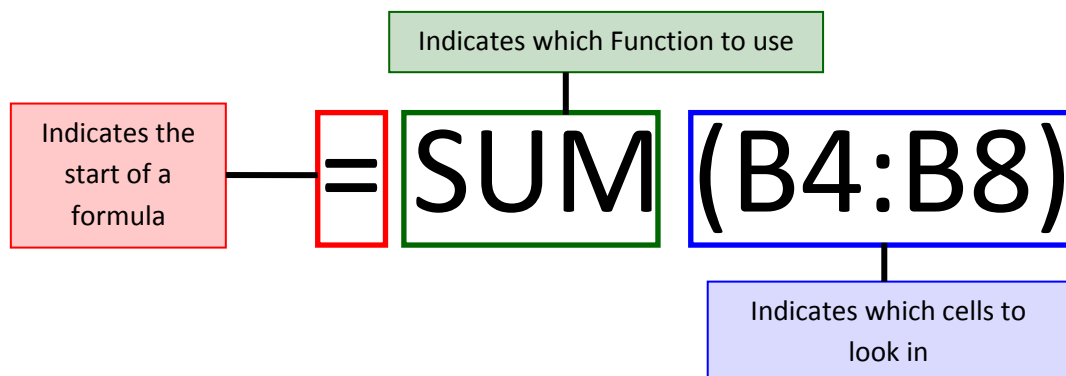 Indicates which Function to use
Indicates the
start of a
formula
= SUM (B4:B8)
Indicates which cells to
look in